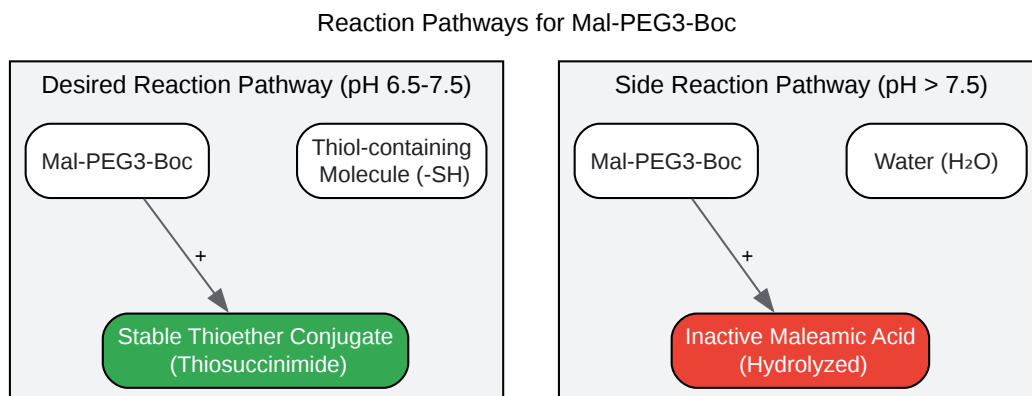 Reaction Pathways for Mal-PEG3-Boc
Desired Reaction Pathway (pH 6.5-7.5)
Mal-PEG3-Boc
Thiol-containing
Molecule (-SH)
+
Stable Thioether Conjugate
(Thiosuccinimide)
Side Reaction Pathway (pH > 7.5)
Mal-PEG3-Boc
Water (H₂O)
+
Inactive Maleamic Acid
(Hydrolyzed)